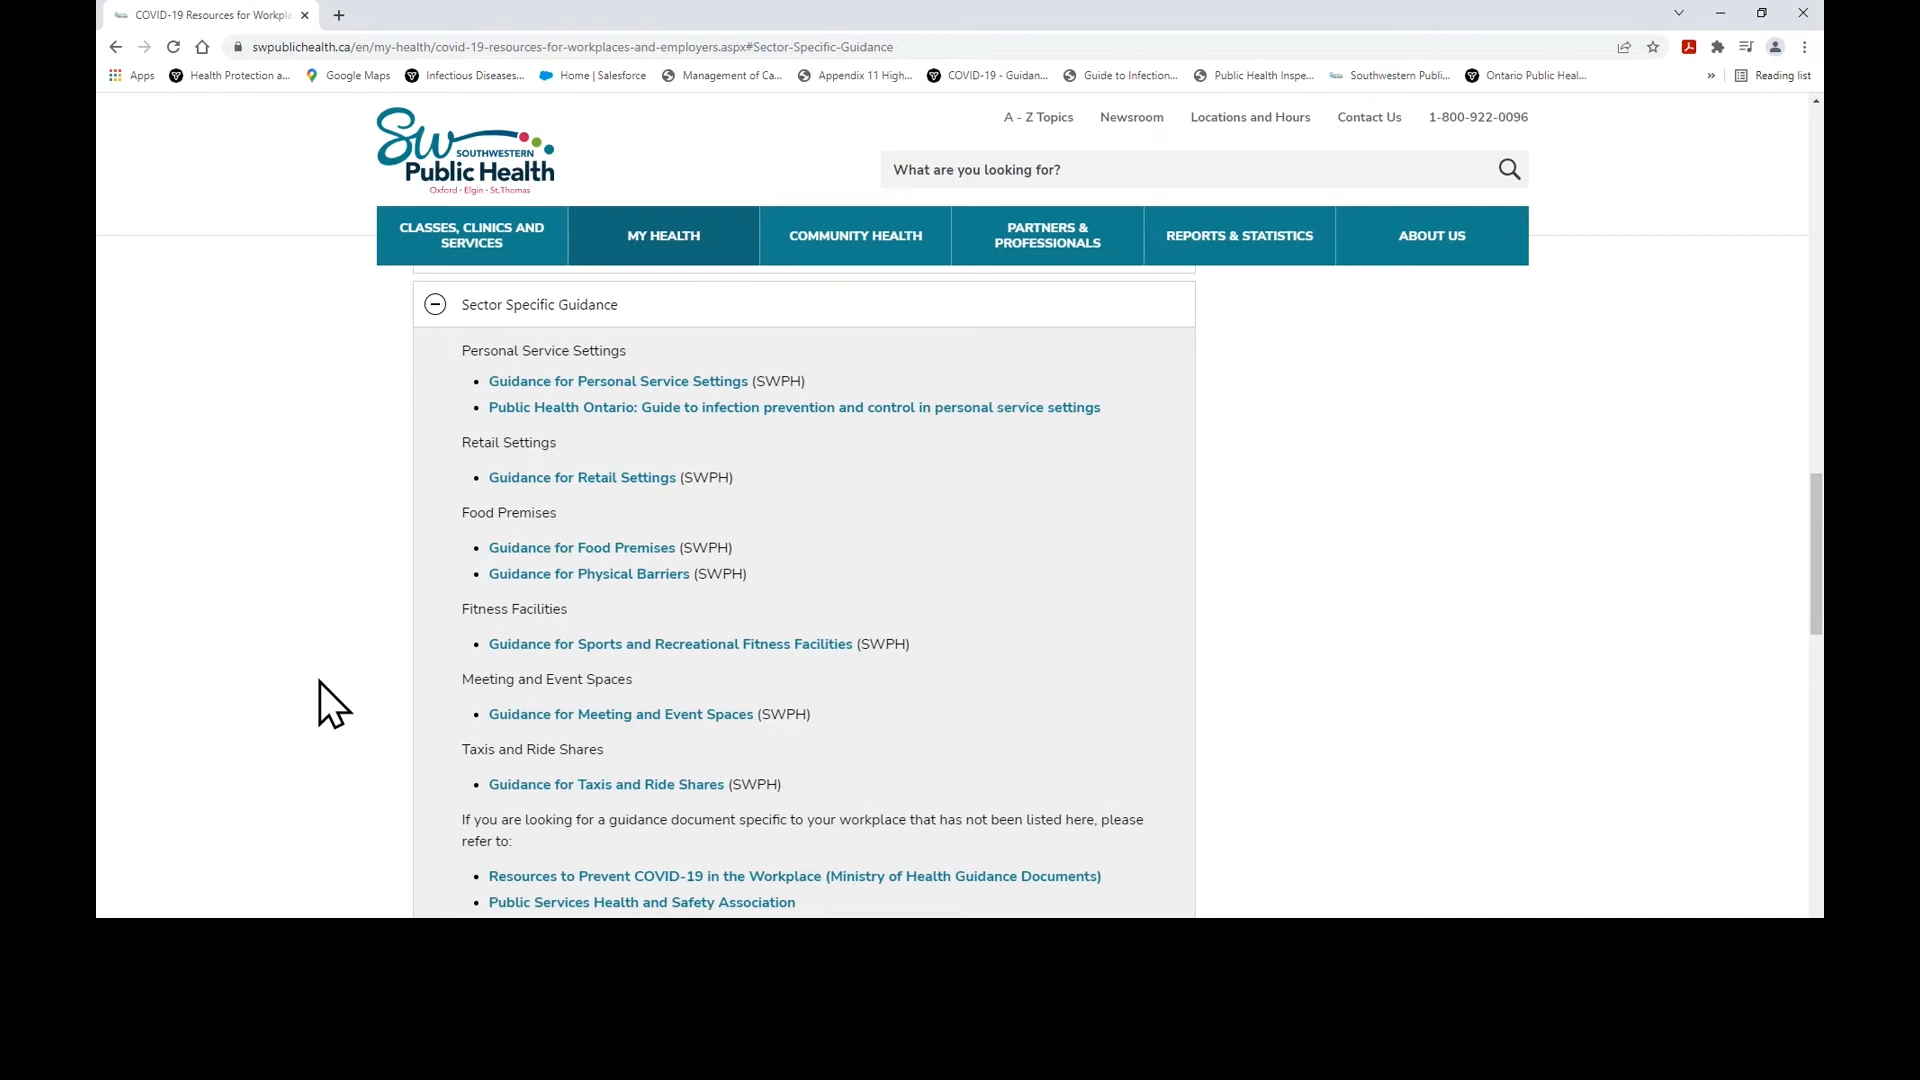 COVID-19 Resources for Workpla
swpublichealth.ca/en/my-health/covid-19-resources-for-workplaces-and-employers.aspx#Sector-Specific-Guidance
Apps Health Protection a... Google Maps Infectious Diseases... Home | Salesforce Management of Ca... Appendix 11 High... COVID-19 - Guidan... Guide to Infection... Public Health Inspe... Southwestern Publi... Ontario Public Heal... » Reading list
A - Z Topics Newsroom Locations and Hours Contact Us 1-800-922-0096
Sw
SOUTHWESTERN
Public Health
Oxford • Elgin • St.Thomas
What are you looking for?
CLASSES, CLINICS AND
SERVICES
MY HEALTH
COMMUNITY HEALTH
PARTNERS &
PROFESSIONALS
REPORTS & STATISTICS
ABOUT US
Sector Specific Guidance
Personal Service Settings
• Guidance for Personal Service Settings (SWPH)
• Public Health Ontario: Guide to infection prevention and control in personal service settings
Retail Settings
• Guidance for Retail Settings (SWPH)
Food Premises
• Guidance for Food Premises (SWPH)
• Guidance for Physical Barriers (SWPH)
Fitness Facilities
• Guidance for Sports and Recreational Fitness Facilities (SWPH)
Meeting and Event Spaces
• Guidance for Meeting and Event Spaces (SWPH)
Taxis and Ride Shares
• Guidance for Taxis and Ride Shares (SWPH)
If you are looking for a guidance document specific to your workplace that has not been listed here, please
refer to:
• Resources to Prevent COVID-19 in the Workplace (Ministry of Health Guidance Documents)
• Public Services Health and Safety Association